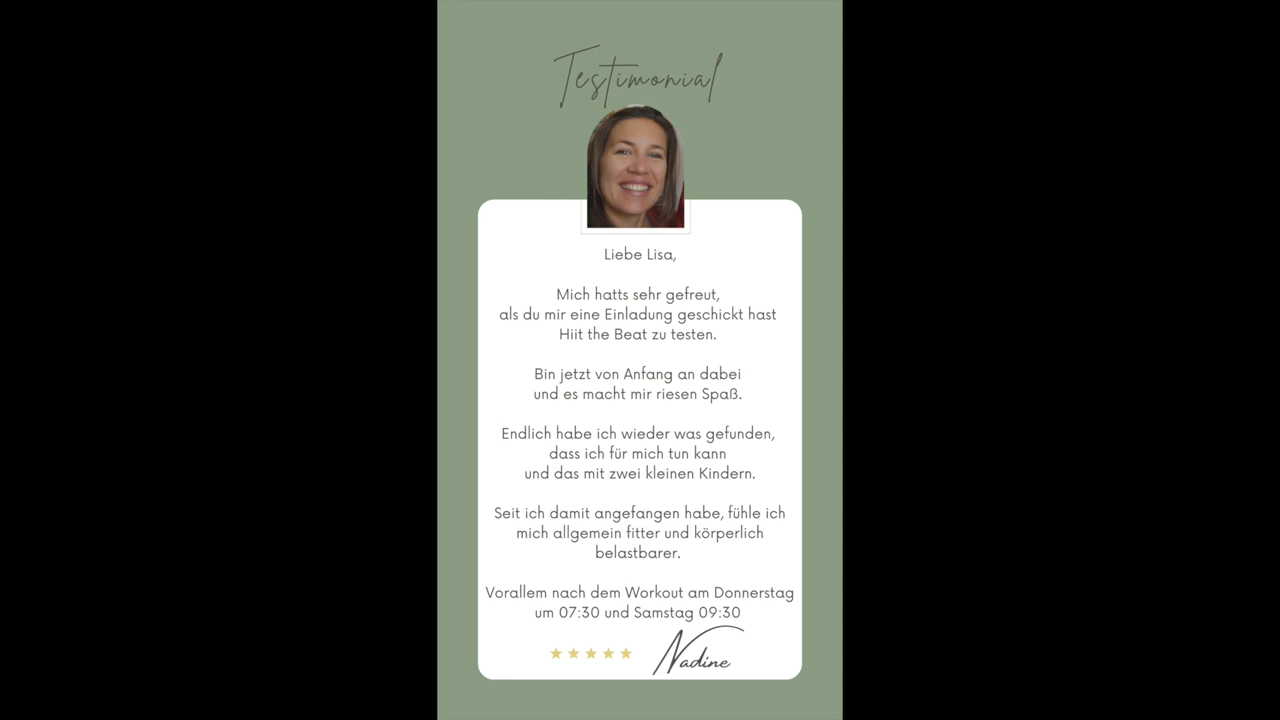 Testimonial
Liebe Lisa,
Mich hatts sehr gefreut,
als du mir eine Einladung geschickt hast
Hiit the Beat zu testen.
Bin jetzt von Anfang an dabei
und es macht mir riesen Spaß.
Endlich habe ich wieder was gefunden,
dass ich für mich tun kann
und das mit zwei kleinen Kindern.
Seit ich damit angefangen habe, fühle ich
mich allgemein fitter und körperlich
belastbarer.
Vorallem nach dem Workout am Donnerstag
um 07:30 und Samstag 09:30
Nadine